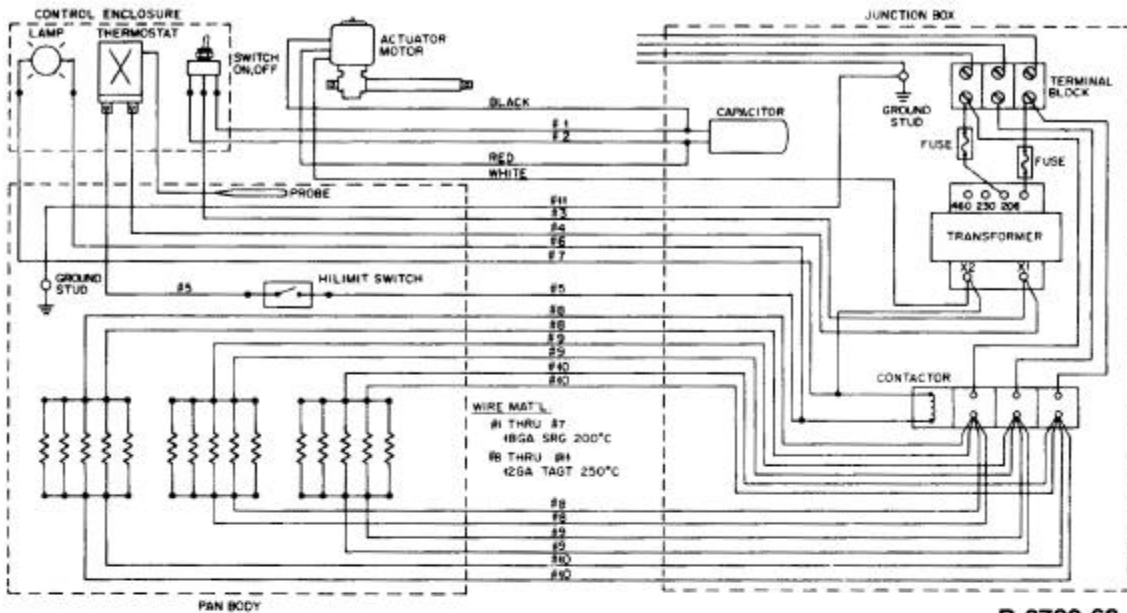 CONTROL ENCLOSURE
LAMP
THERMOSTAT
SWITCH
ON,OFF
ACTUATOR
MOTOR
JUNCTION BOX
TERMINAL
BLOCK
GROUND
STUD
CAPACITOR
FUSE
FUSE
BLACK
#1
#2
RED
WHITE
PROBE
#11
#3
#4
#6
#7
460 230 208
TRANSFORMER
X2
X1
GROUND
STUD
#5
HILIMIT SWITCH
#5
#8
#8
#9
#9
#10
#10
CONTACTOR
WIRE MAT'L.
#1 THRU #7
18GA SRG 200°C
#8 THRU #11
12GA TAGT 250°C
#8
#8
#9
#9
#10
#10
PAN BODY